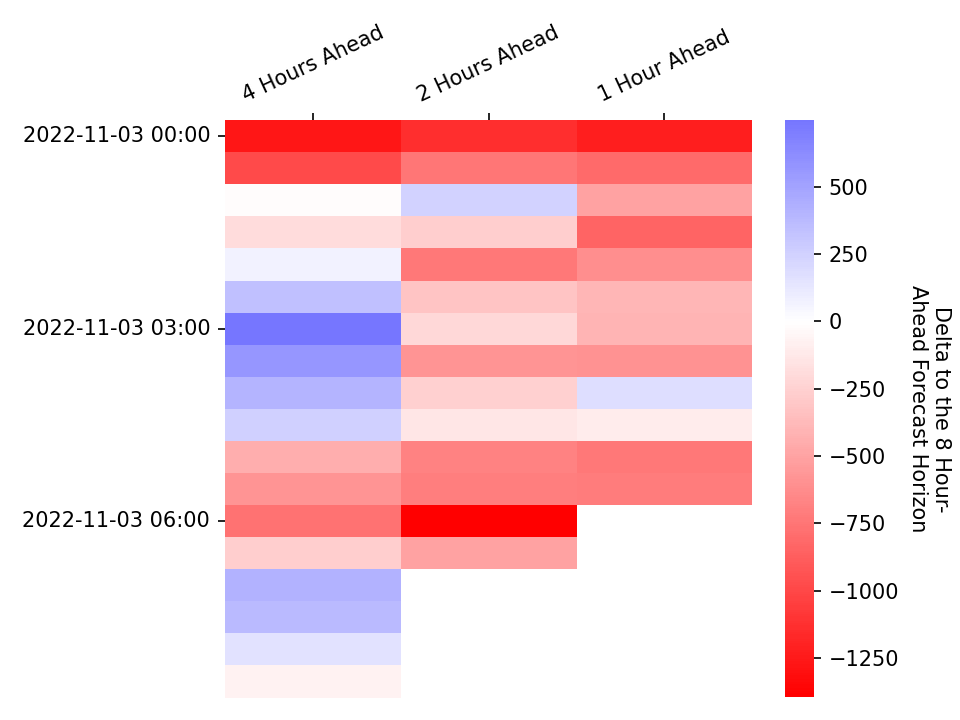 4 Hours Ahead
2 Hours Ahead
1 Hour Ahead
2022-11-03 00:00
2022-11-03 03:00
2022-11-03 06:00
500
250
0
−250
−500
−750
−1000
−1250
Delta to the 8 Hour-
Ahead Forecast Horizon